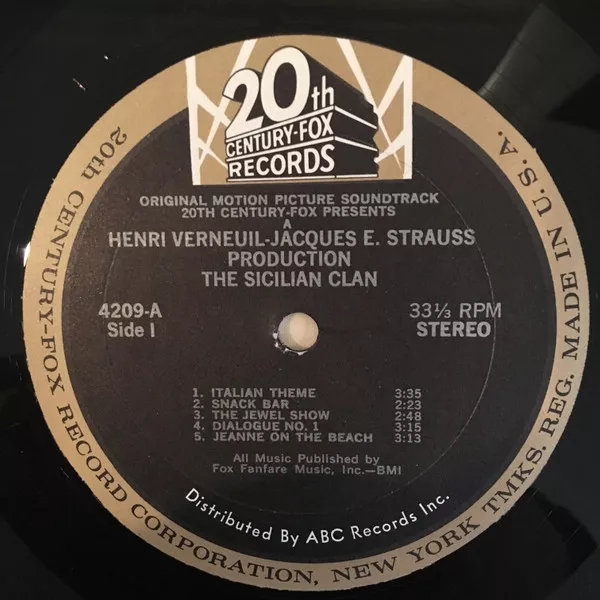 20th
CENTURY-FOX
RECORDS
ORIGINAL MOTION PICTURE SOUNDTRACK
20TH CENTURY-FOX PRESENTS
A
HENRI VERNEUIL-JACQUES E. STRAUSS
PRODUCTION
THE SICILIAN CLAN
4209-A
Side I
33⅓ RPM
STEREO
1. ITALIAN THEME 3:35
2. SNACK BAR 2:23
3. THE JEWEL SHOW 2:48
4. DIALOGUE NO. 1 3:15
5. JEANNE ON THE BEACH 3:13
All Music Published by
Fox Fanfare Music, Inc.—BMI
Distributed By ABC Records Inc.
20th CENTURY-FOX RECORD CORPORATION, NEW YORK TMKS. REG. MADE IN U.S.A.